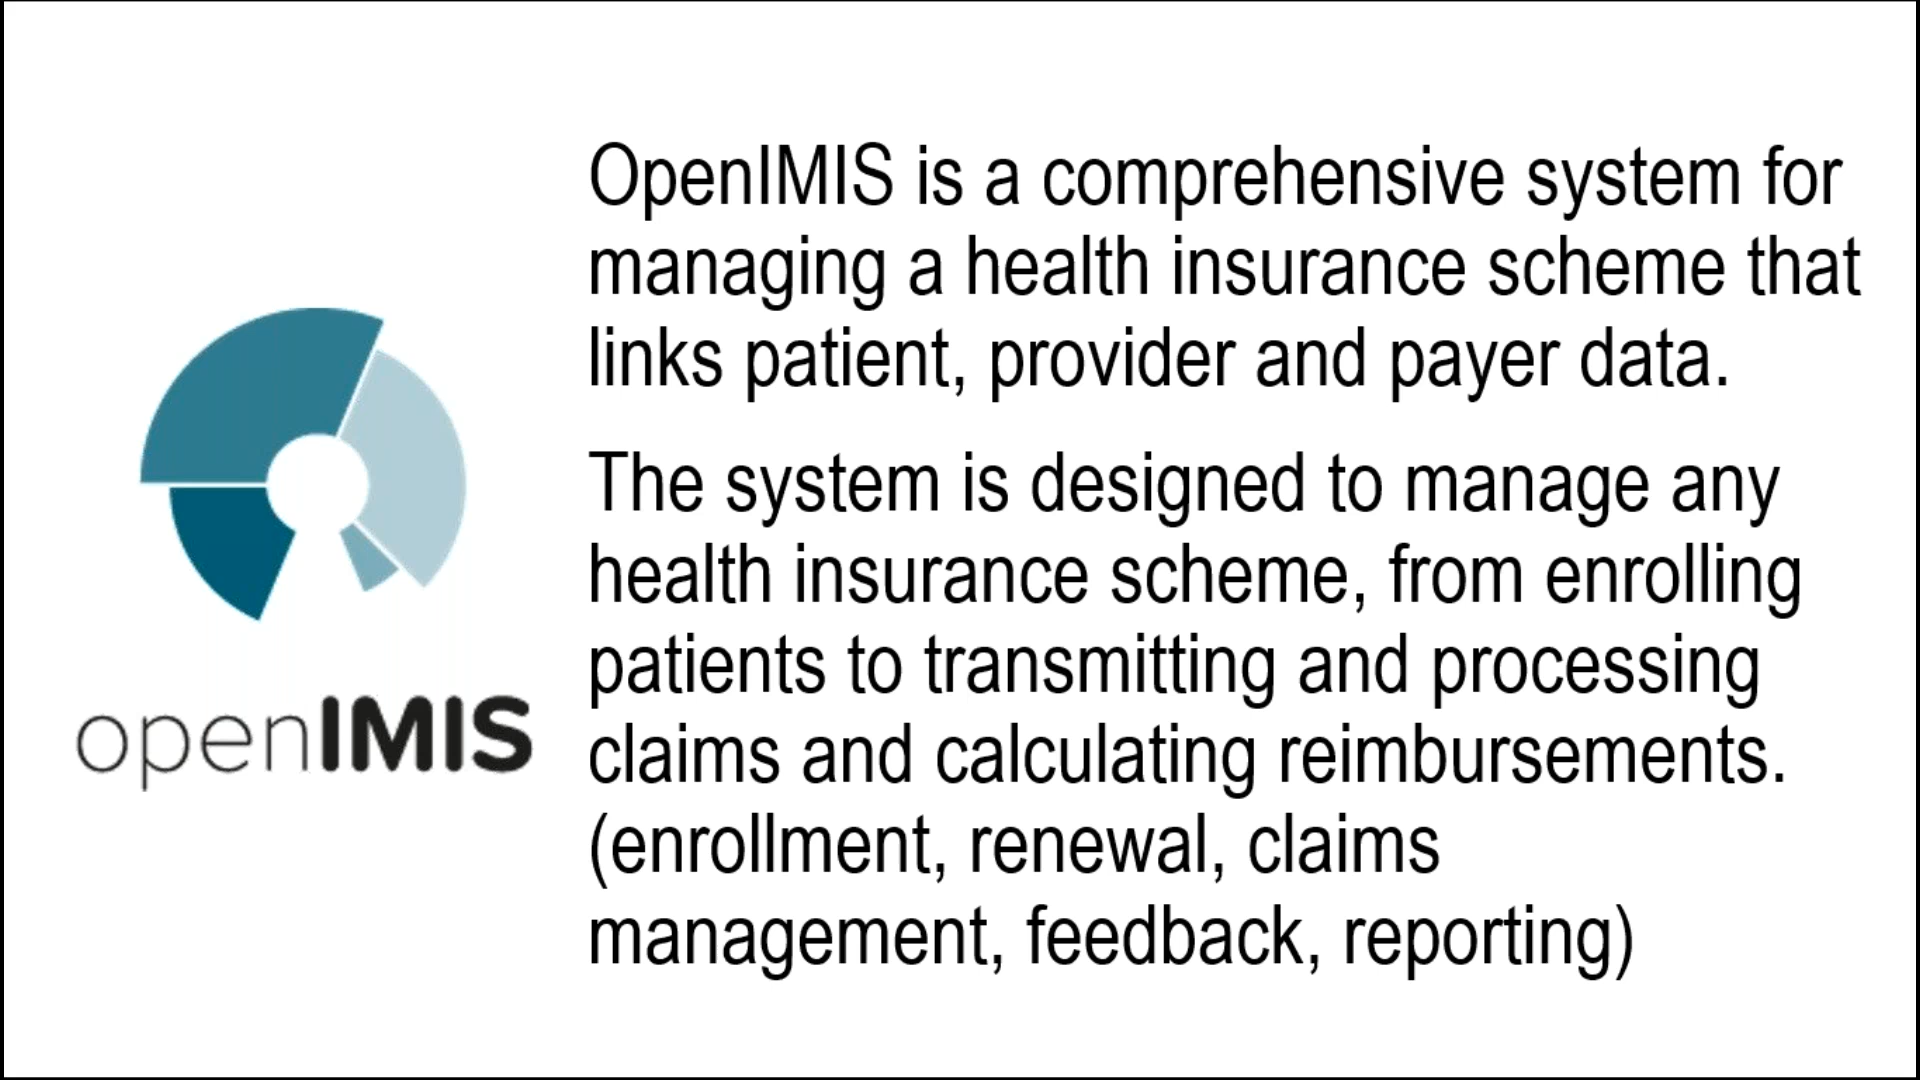 OpenIMIS is a comprehensive system for
managing a health insurance scheme that
links patient, provider and payer data.
The system is designed to manage any
health insurance scheme, from enrolling
patients to transmitting and processing
claims and calculating reimbursements.
(enrollment, renewal, claims
management, feedback, reporting)
openIMIS